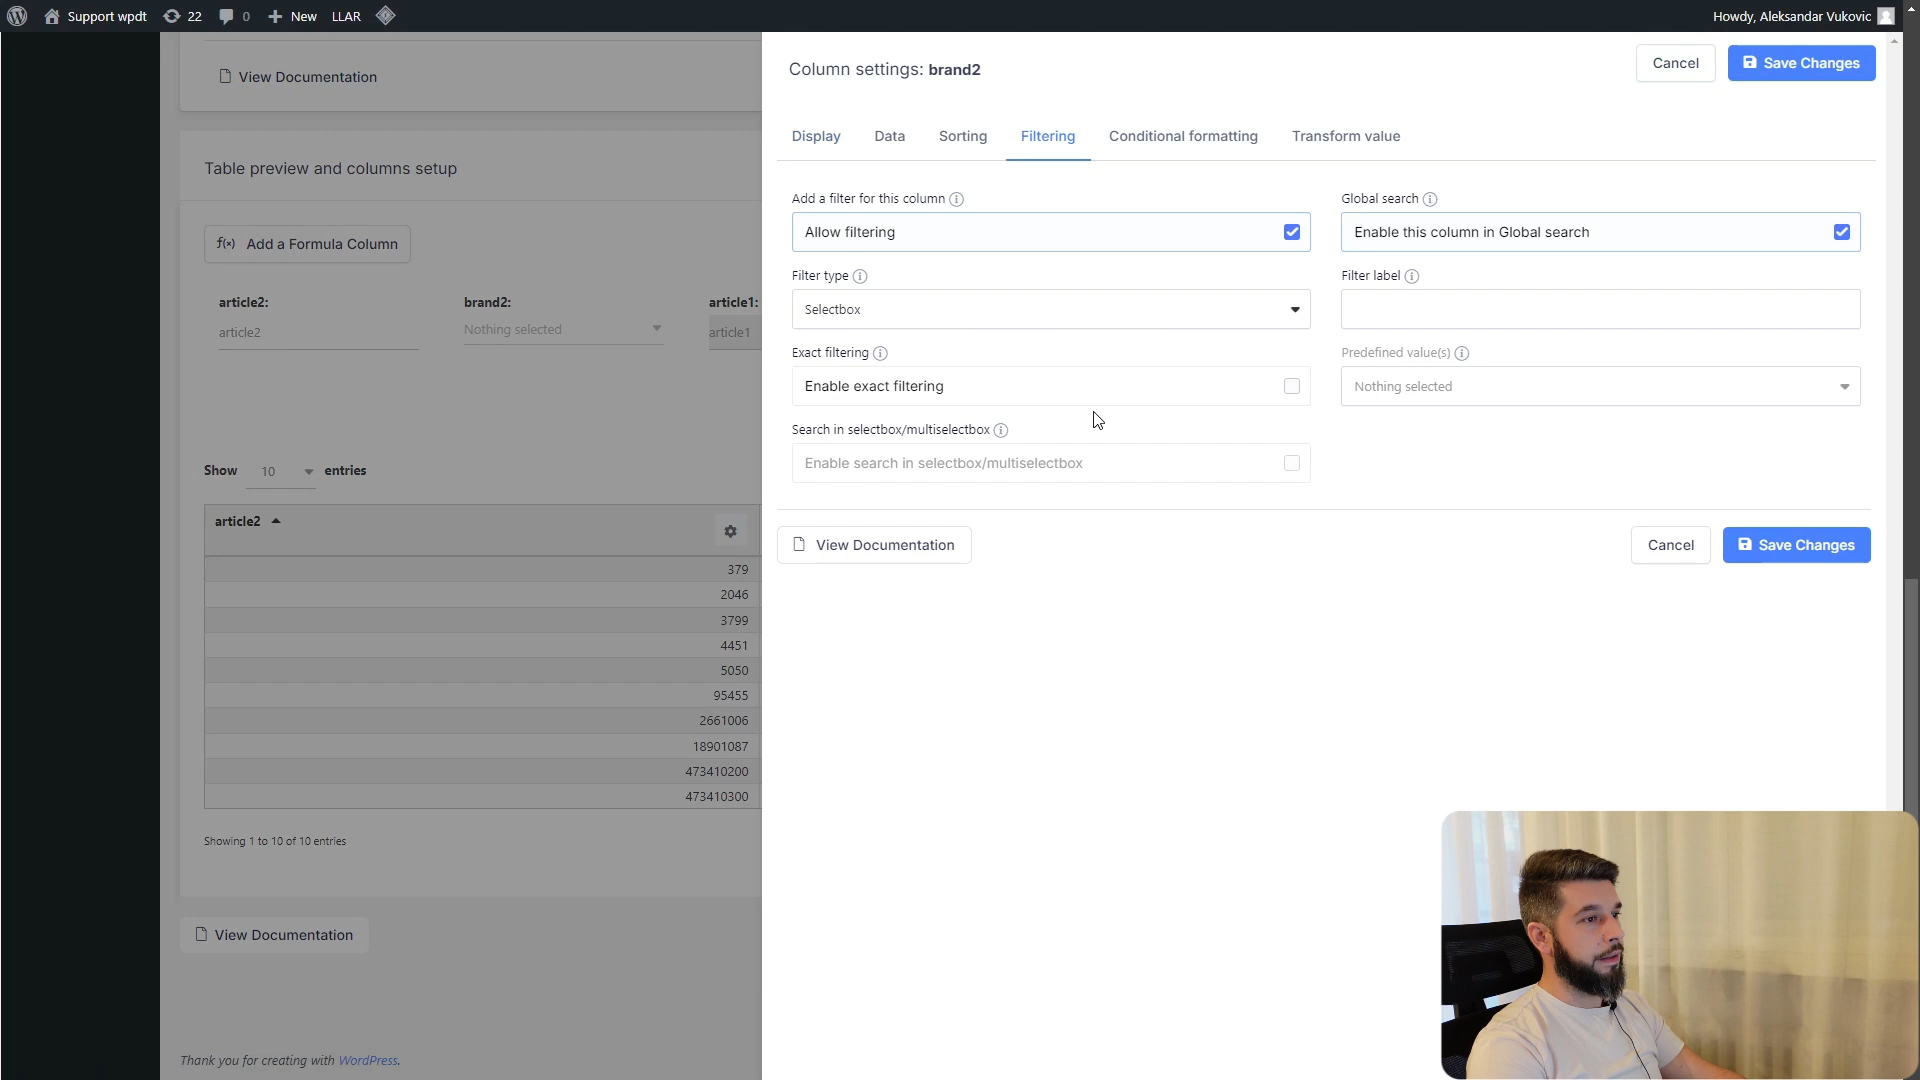 Support wpdt
22
0
New
LLAR
Howdy, Aleksandar Vukovic
View Documentation
Table preview and columns setup
f(x) Add a Formula Column
article2:
brand2:
article1:
article2
Nothing selected
article1
Show 10 entries
article2
379
2046
3799
4451
5050
95455
2661006
18901087
473410200
473410300
Showing 1 to 10 of 10 entries
View Documentation
Thank you for creating with WordPress.
Column settings: brand2
Cancel
Save Changes
Display
Data
Sorting
Filtering
Conditional formatting
Transform value
Add a filter for this column
Allow filtering
Global search
Enable this column in Global search
Filter type
Selectbox
Filter label
Exact filtering
Enable exact filtering
Predefined value(s)
Nothing selected
Search in selectbox/multiselectbox
Enable search in selectbox/multiselectbox
View Documentation
Cancel
Save Changes